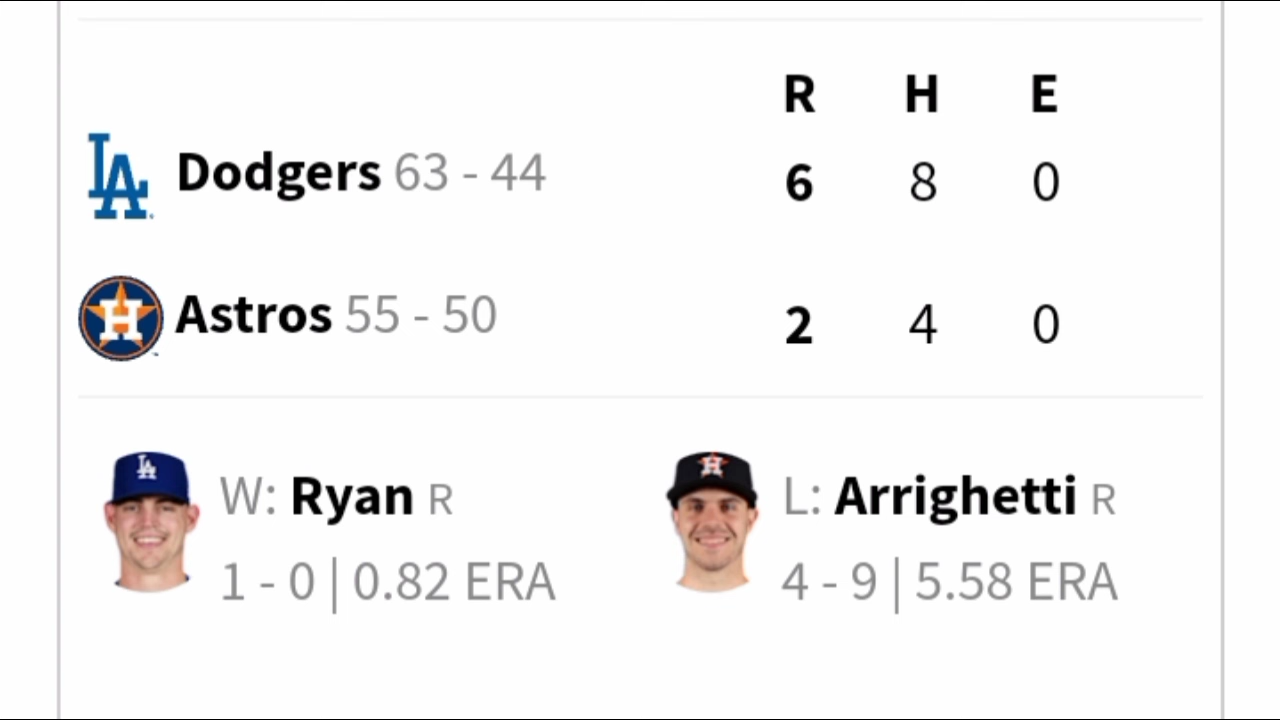 R H E
Dodgers 63 - 44 6 8 0
Astros 55 - 50 2 4 0
W: Ryan R L: Arrighetti R
1 - 0 | 0.82 ERA 4 - 9 | 5.58 ERA